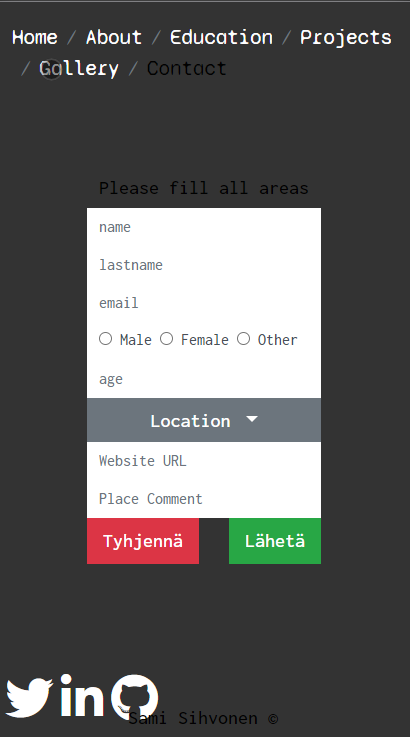 Home / About / Education / Projects
/ Gallery / Contact
Please fill all areas
name
lastname
email
Male Female Other
age
Location
Website URL
Place Comment
Tyhjennä Lähetä
in
Sami Sihvonen ©